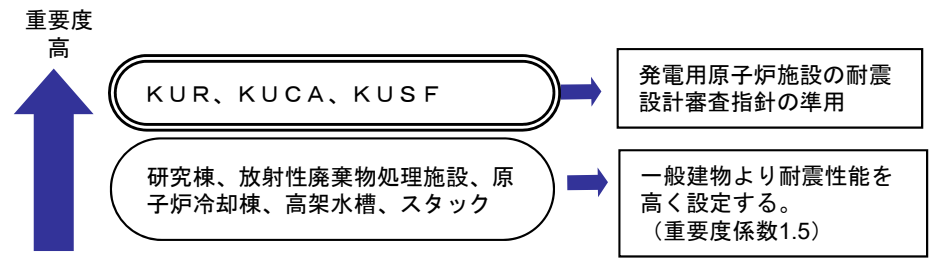 重要度
高
ＫＵＲ、ＫＵＣＡ、ＫＵＳＦ
発電用原子炉施設の耐震
設計審査指針の準用
研究棟、放射性廃棄物処理施設、原
子炉冷却棟、高架水槽、スタック
一般建物より耐震性能を
高く設定する。
（重要度係数1.5）